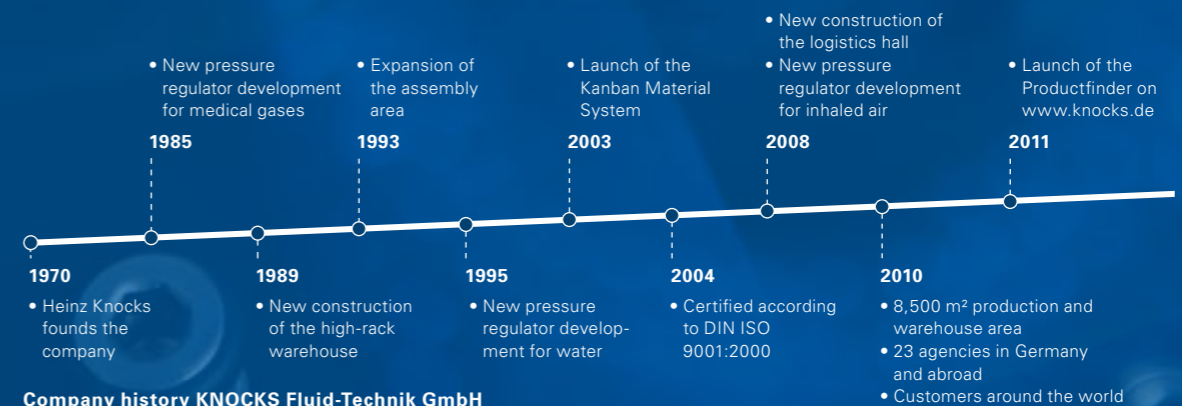 • New pressure
regulator development
for medical gases
1985
• Expansion of
the assembly
area
1993
• Launch of the
Kanban Material
System
2003
• New construction of
the logistics hall
• New pressure
regulator development
for inhaled air
2008
• Launch of the
Productfinder on
www.knocks.de
2011
1970
• Heinz Knocks
founds the
company
1989
• New construction
of the high-rack
warehouse
1995
• New pressure
regulator develop-
ment for water
2004
• Certified according
to DIN ISO
9001:2000
2010
• 8,500 m² production and
warehouse area
• 23 agencies in Germany
and abroad
• Customers around the world
Company history KNOCKS Fluid-Technik GmbH